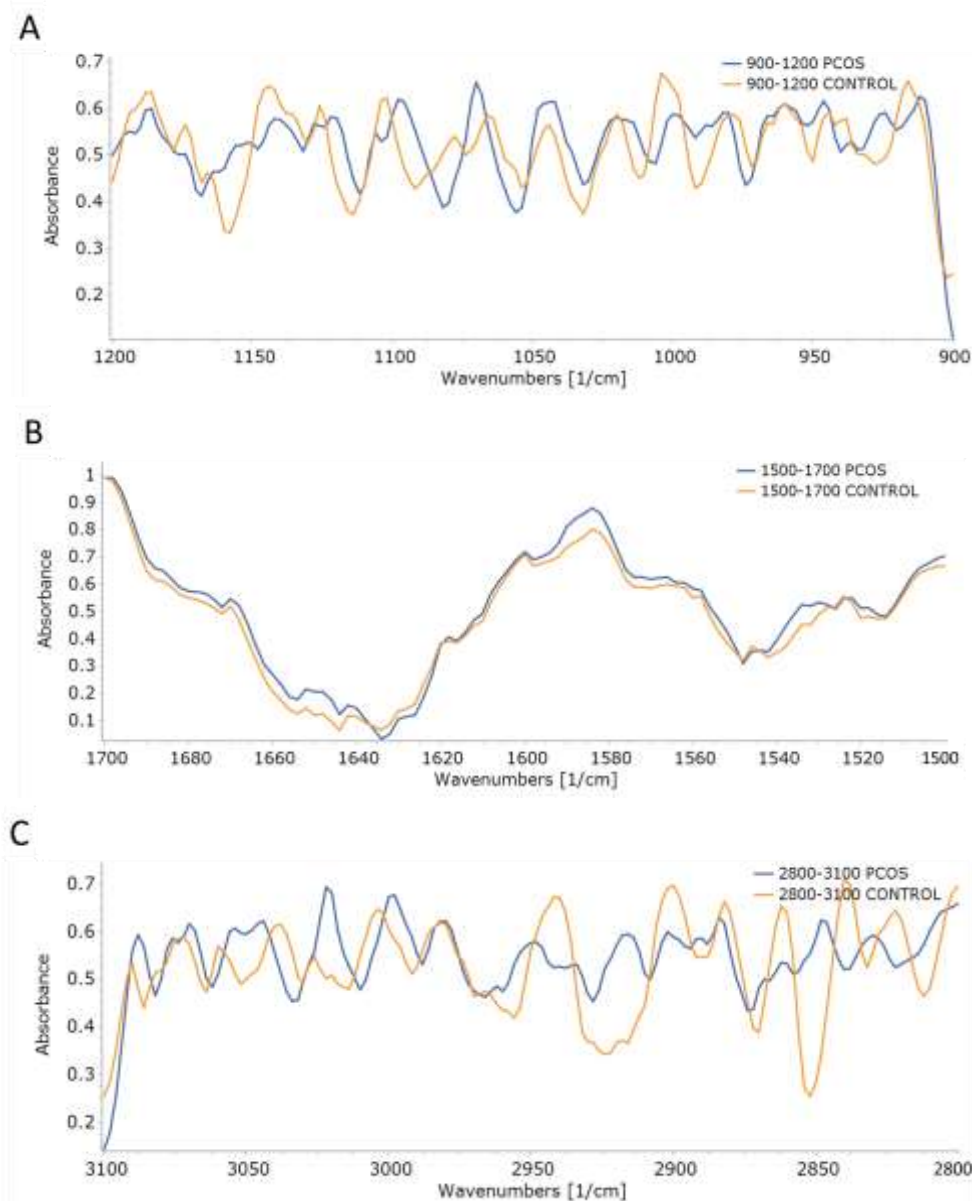 A
0.7
900-1200 PCOS
900-1200 CONTROL
0.6
0.5
0.4
0.3
0.2
Absorbance
1200 1150 1100 1050 1000 950 900
Wavenumbers [1/cm]
B
1
1500-1700 PCOS
0.9
1500-1700 CONTROL
0.8
0.7
0.6
0.5
0.4
0.3
0.2
0.1
Absorbance
1700 1680 1660 1640 1620 1600 1580 1560 1540 1520 1500
Wavenumbers [1/cm]
C
0.7
2800-3100 PCOS
2800-3100 CONTROL
0.6
0.5
0.4
0.3
0.2
Absorbance
3100 3050 3000 2950 2900 2850 2800
Wavenumbers [1/cm]